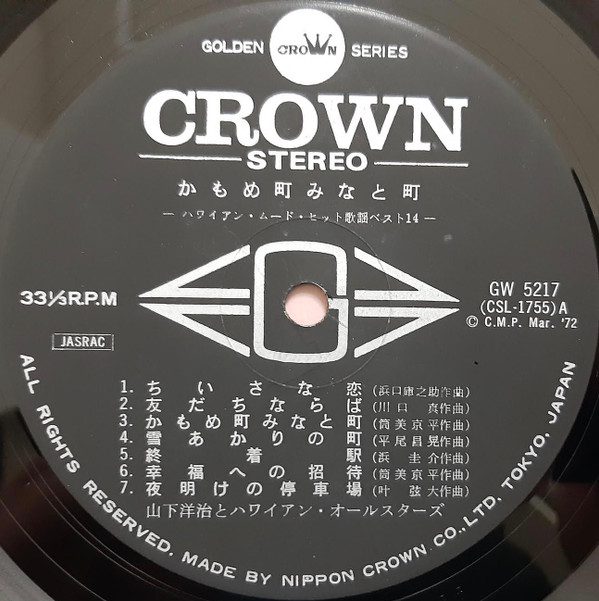 GOLDEN CROWN SERIES
CROWN
STEREO
かもめ町みなと町
— ハワイアン・ムード・ヒット歌謡ベスト14 —
33⅓R.P.M
G
GW 5217
(CSL-1755)A
© C.M.P. Mar. '72
JASRAC
1. ちいさな恋 (浜口庫之助作曲)
2. 友だちならば (川口真作曲)
3. かもめ町みなと町 (筒美京平作曲)
4. 雪あかりの町 (平尾昌晃作曲)
5. 終着駅 (浜圭介作曲)
6. 幸福への招待 (筒美京平作曲)
7. 夜明けの停車場 (叶弦大作曲)
山下洋治とハワイアン・オールスターズ
ALL RIGHTS RESERVED. MADE BY NIPPON CROWN CO., LTD. TOKYO, JAPAN